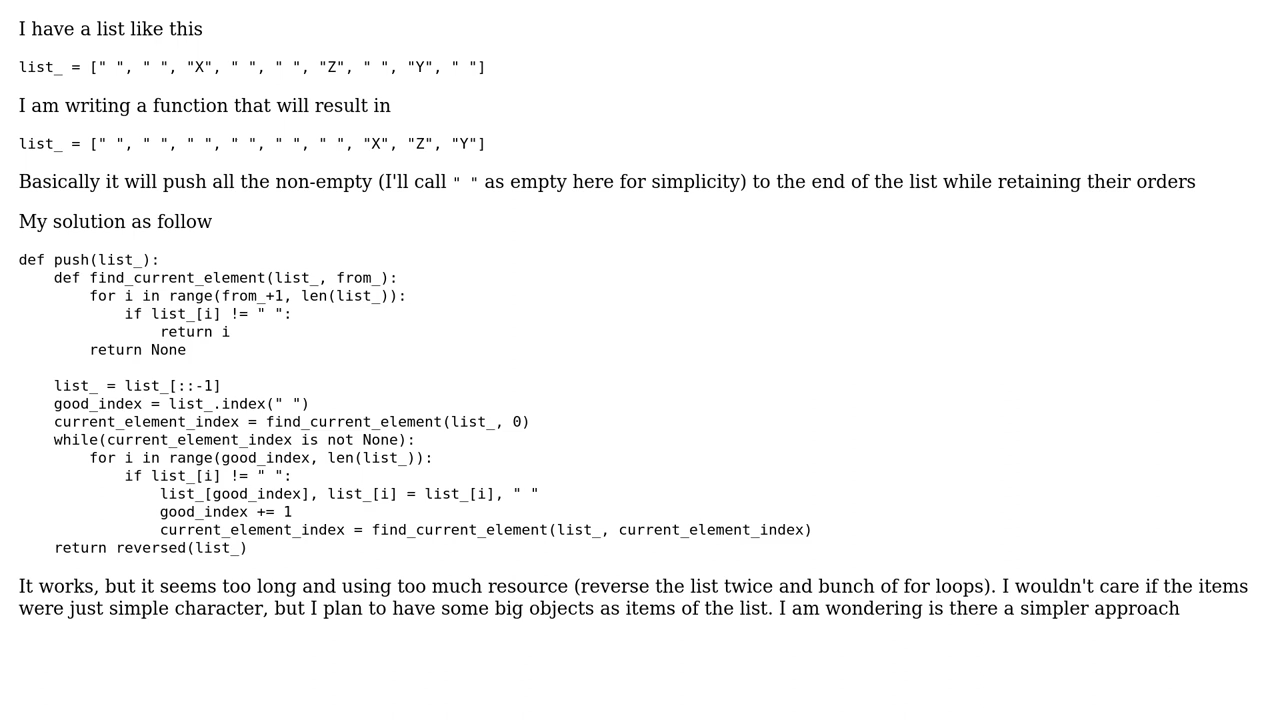 I have a list like this
list_ = [" ", " ", "X", " ", " ", "Z", " ", "Y", " "]
I am writing a function that will result in
list_ = [" ", " ", " ", " ", " ", " ", "X", "Z", "Y"]
Basically it will push all the non-empty (I'll call " " as empty here for simplicity) to the end of the list while retaining their orders
My solution as follow
def push(list_):
    def find_current_element(list_, from_):
        for i in range(from_+1, len(list_)):
            if list_[i] != " ":
                return i
        return None

    list_ = list_[::-1]
    good_index = list_.index(" ")
    current_element_index = find_current_element(list_, 0)
    while(current_element_index is not None):
        for i in range(good_index, len(list_)):
            if list_[i] != " ":
                list_[good_index], list_[i] = list_[i], " "
                good_index += 1
                current_element_index = find_current_element(list_, current_element_index)
    return reversed(list_)
It works, but it seems too long and using too much resource (reverse the list twice and bunch of for loops). I wouldn't care if the items
were just simple character, but I plan to have some big objects as items of the list. I am wondering is there a simpler approach